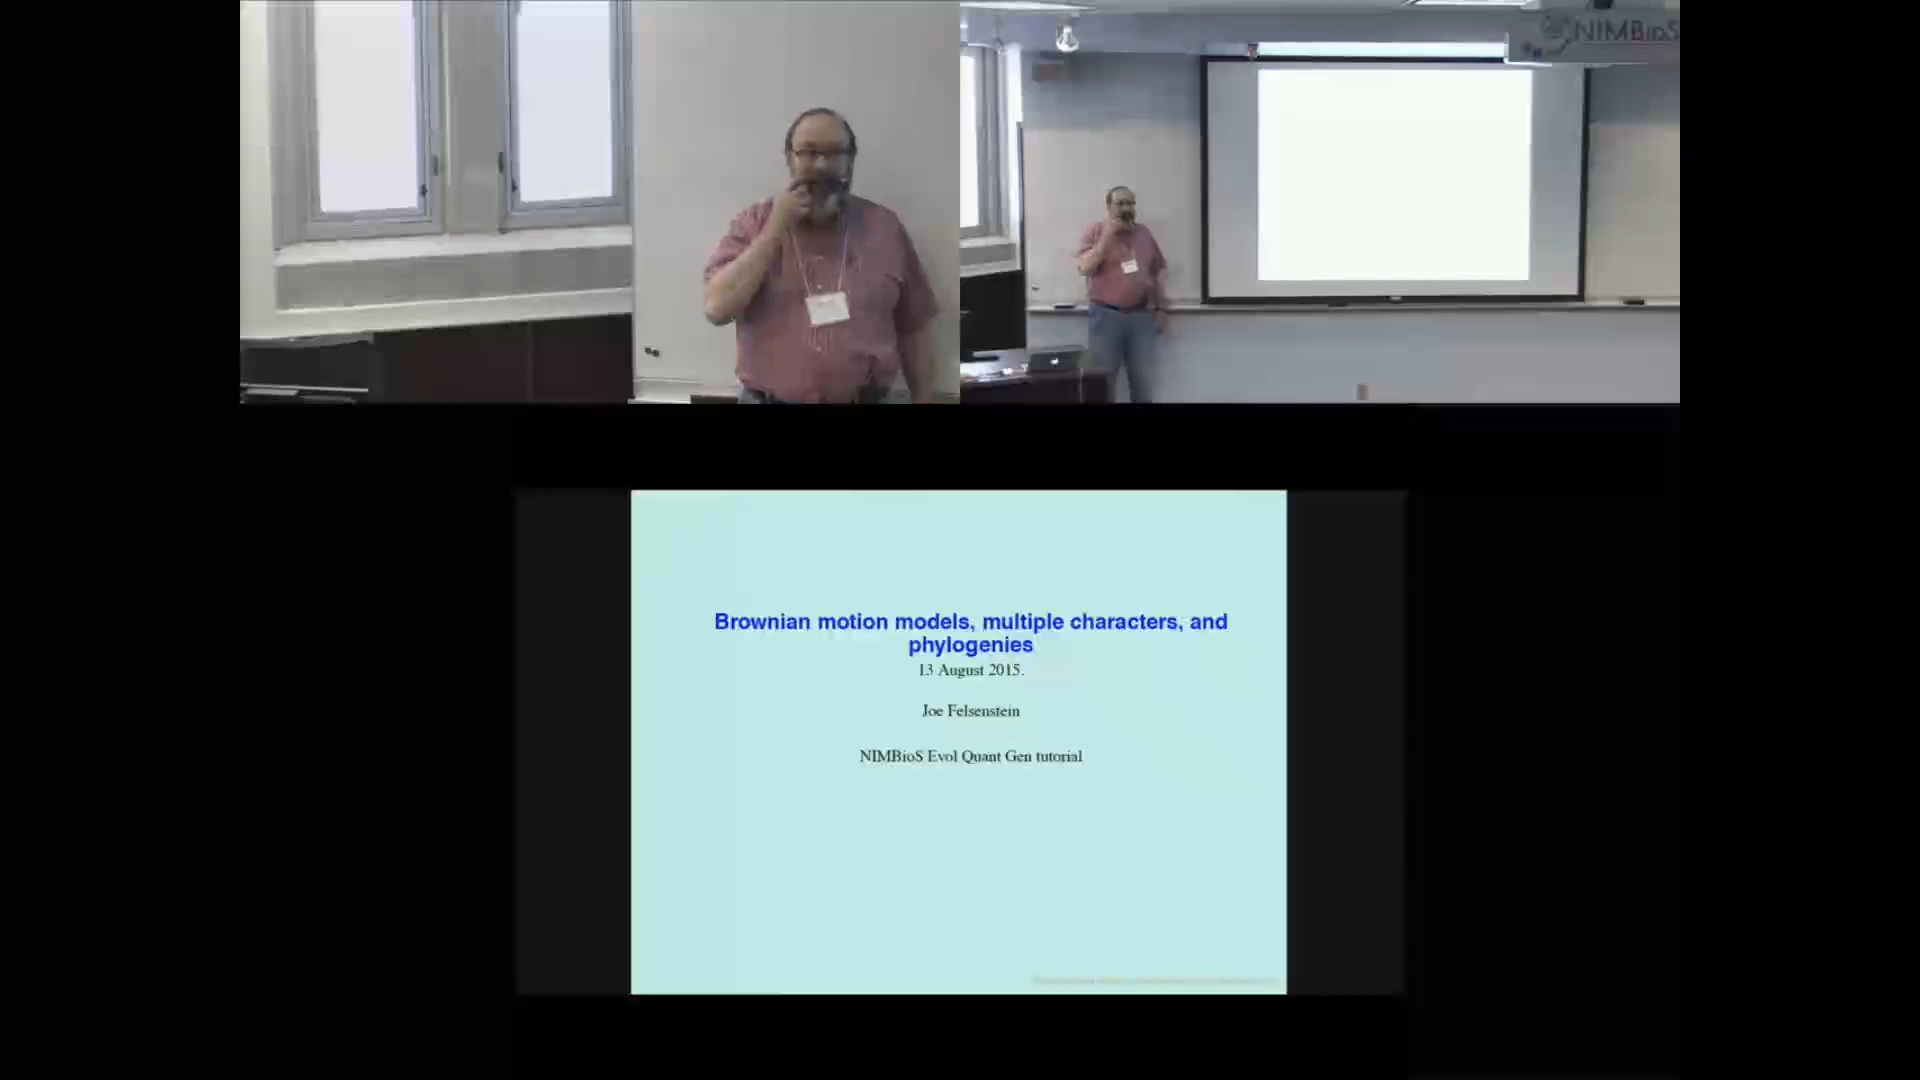 NIMBioS
Brownian motion models, multiple characters, and
phylogenies
13 August 2015.
Joe Felsenstein
NIMBioS Evol Quant Gen tutorial